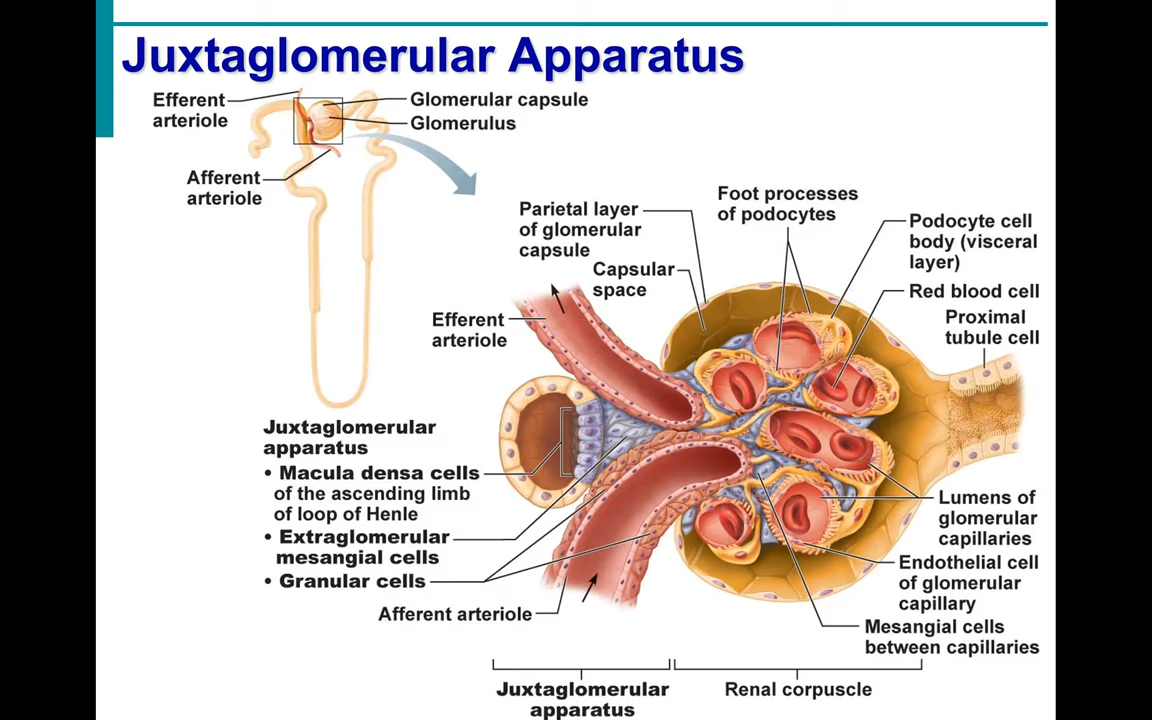 Juxtaglomerular Apparatus
Efferent
arteriole
Glomerular capsule
Glomerulus
Afferent
arteriole
Parietal layer
of glomerular
capsule
Capsular
space
Foot processes
of podocytes
Podocyte cell
body (visceral
layer)
Red blood cell
Proximal
tubule cell
Efferent
arteriole
Juxtaglomerular
apparatus
• Macula densa cells
of the ascending limb
of loop of Henle
• Extraglomerular
mesangial cells
• Granular cells
Afferent arteriole
Lumens of
glomerular
capillaries
Endothelial cell
of glomerular
capillary
Mesangial cells
between capillaries
Juxtaglomerular
apparatus
Renal corpuscle